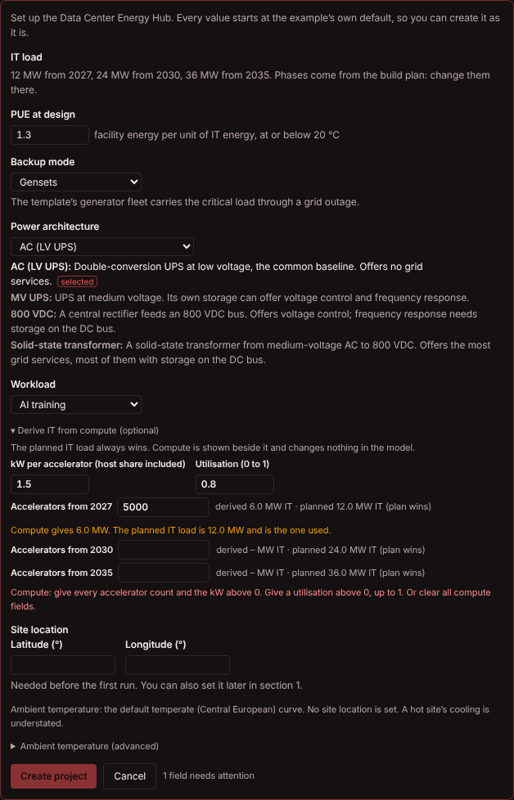 Set up the Data Center Energy Hub. Every value starts at the example's own default, so you can create it as
it is.
IT load
12 MW from 2027, 24 MW from 2030, 36 MW from 2035. Phases come from the build plan: change them
there.
PUE at design
1.3 facility energy per unit of IT energy, at or below 20 °C
Backup mode
Gensets
The template's generator fleet carries the critical load through a grid outage.
Power architecture
AC (LV UPS)
AC (LV UPS): Double-conversion UPS at low voltage, the common baseline. Offers no grid
services. selected
MV UPS: UPS at medium voltage. Its own storage can offer voltage control and frequency response.
800 VDC: A central rectifier feeds an 800 VDC bus. Offers voltage control; frequency response needs
storage on the DC bus.
Solid-state transformer: A solid-state transformer from medium-voltage AC to 800 VDC. Offers the most
grid services, most of them with storage on the DC bus.
Workload
AI training
▾ Derive IT from compute (optional)
The planned IT load always wins. Compute is shown beside it and changes nothing in the model.
kW per accelerator (host share included) Utilisation (0 to 1)
1.5 0.8
Accelerators from 2027 5000 derived 6.0 MW IT · planned 12.0 MW IT (plan wins)
Compute gives 6.0 MW. The planned IT load is 12.0 MW and is the one used.
Accelerators from 2030 derived – MW IT · planned 24.0 MW IT (plan wins)
Accelerators from 2035 derived – MW IT · planned 36.0 MW IT (plan wins)
Compute: give every accelerator count and the kW above 0. Give a utilisation above 0, up to 1. Or clear all compute
fields.
Site location
Latitude (°) Longitude (°)
Needed before the first run. You can also set it later in section 1.
Ambient temperature: the default temperate (Central European) curve. No site location is set. A hot site's cooling is
understated.
▸ Ambient temperature (advanced)
Create project Cancel 1 field needs attention